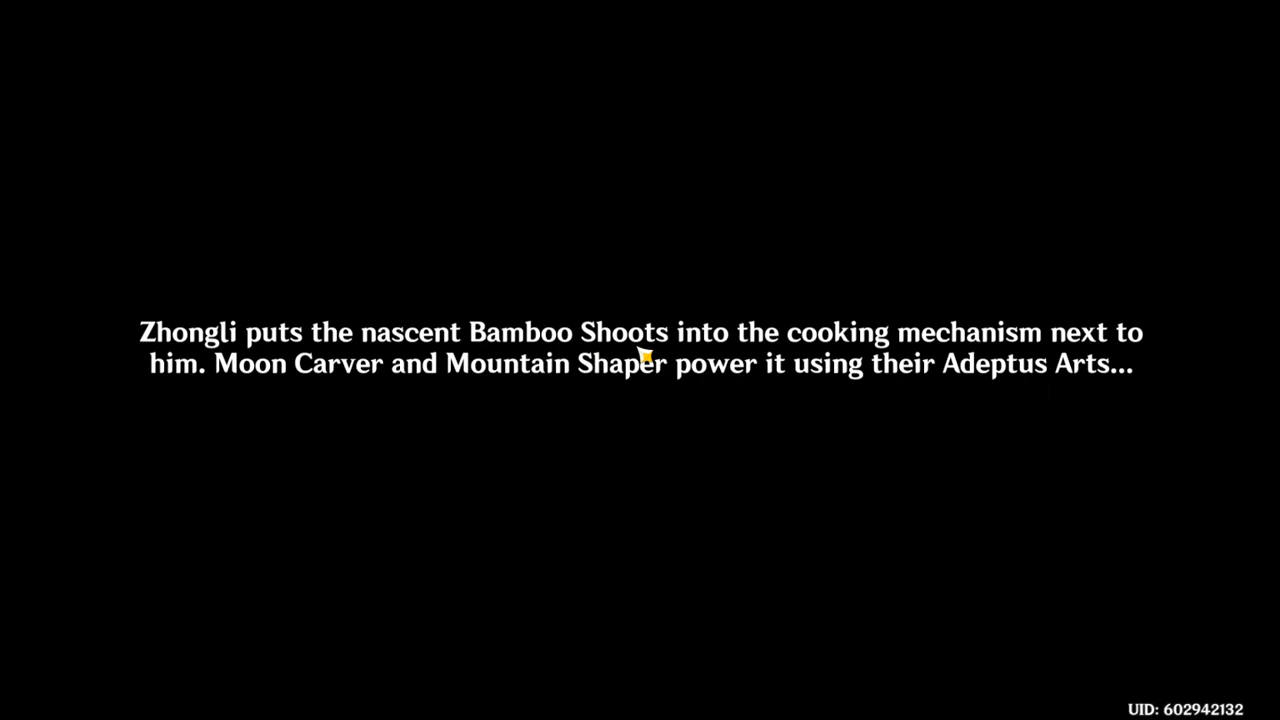 Zhongli puts the nascent Bamboo Shoots into the cooking mechanism next to
him. Moon Carver and Mountain Shaper power it using their Adeptus Arts...
UID: 602942132